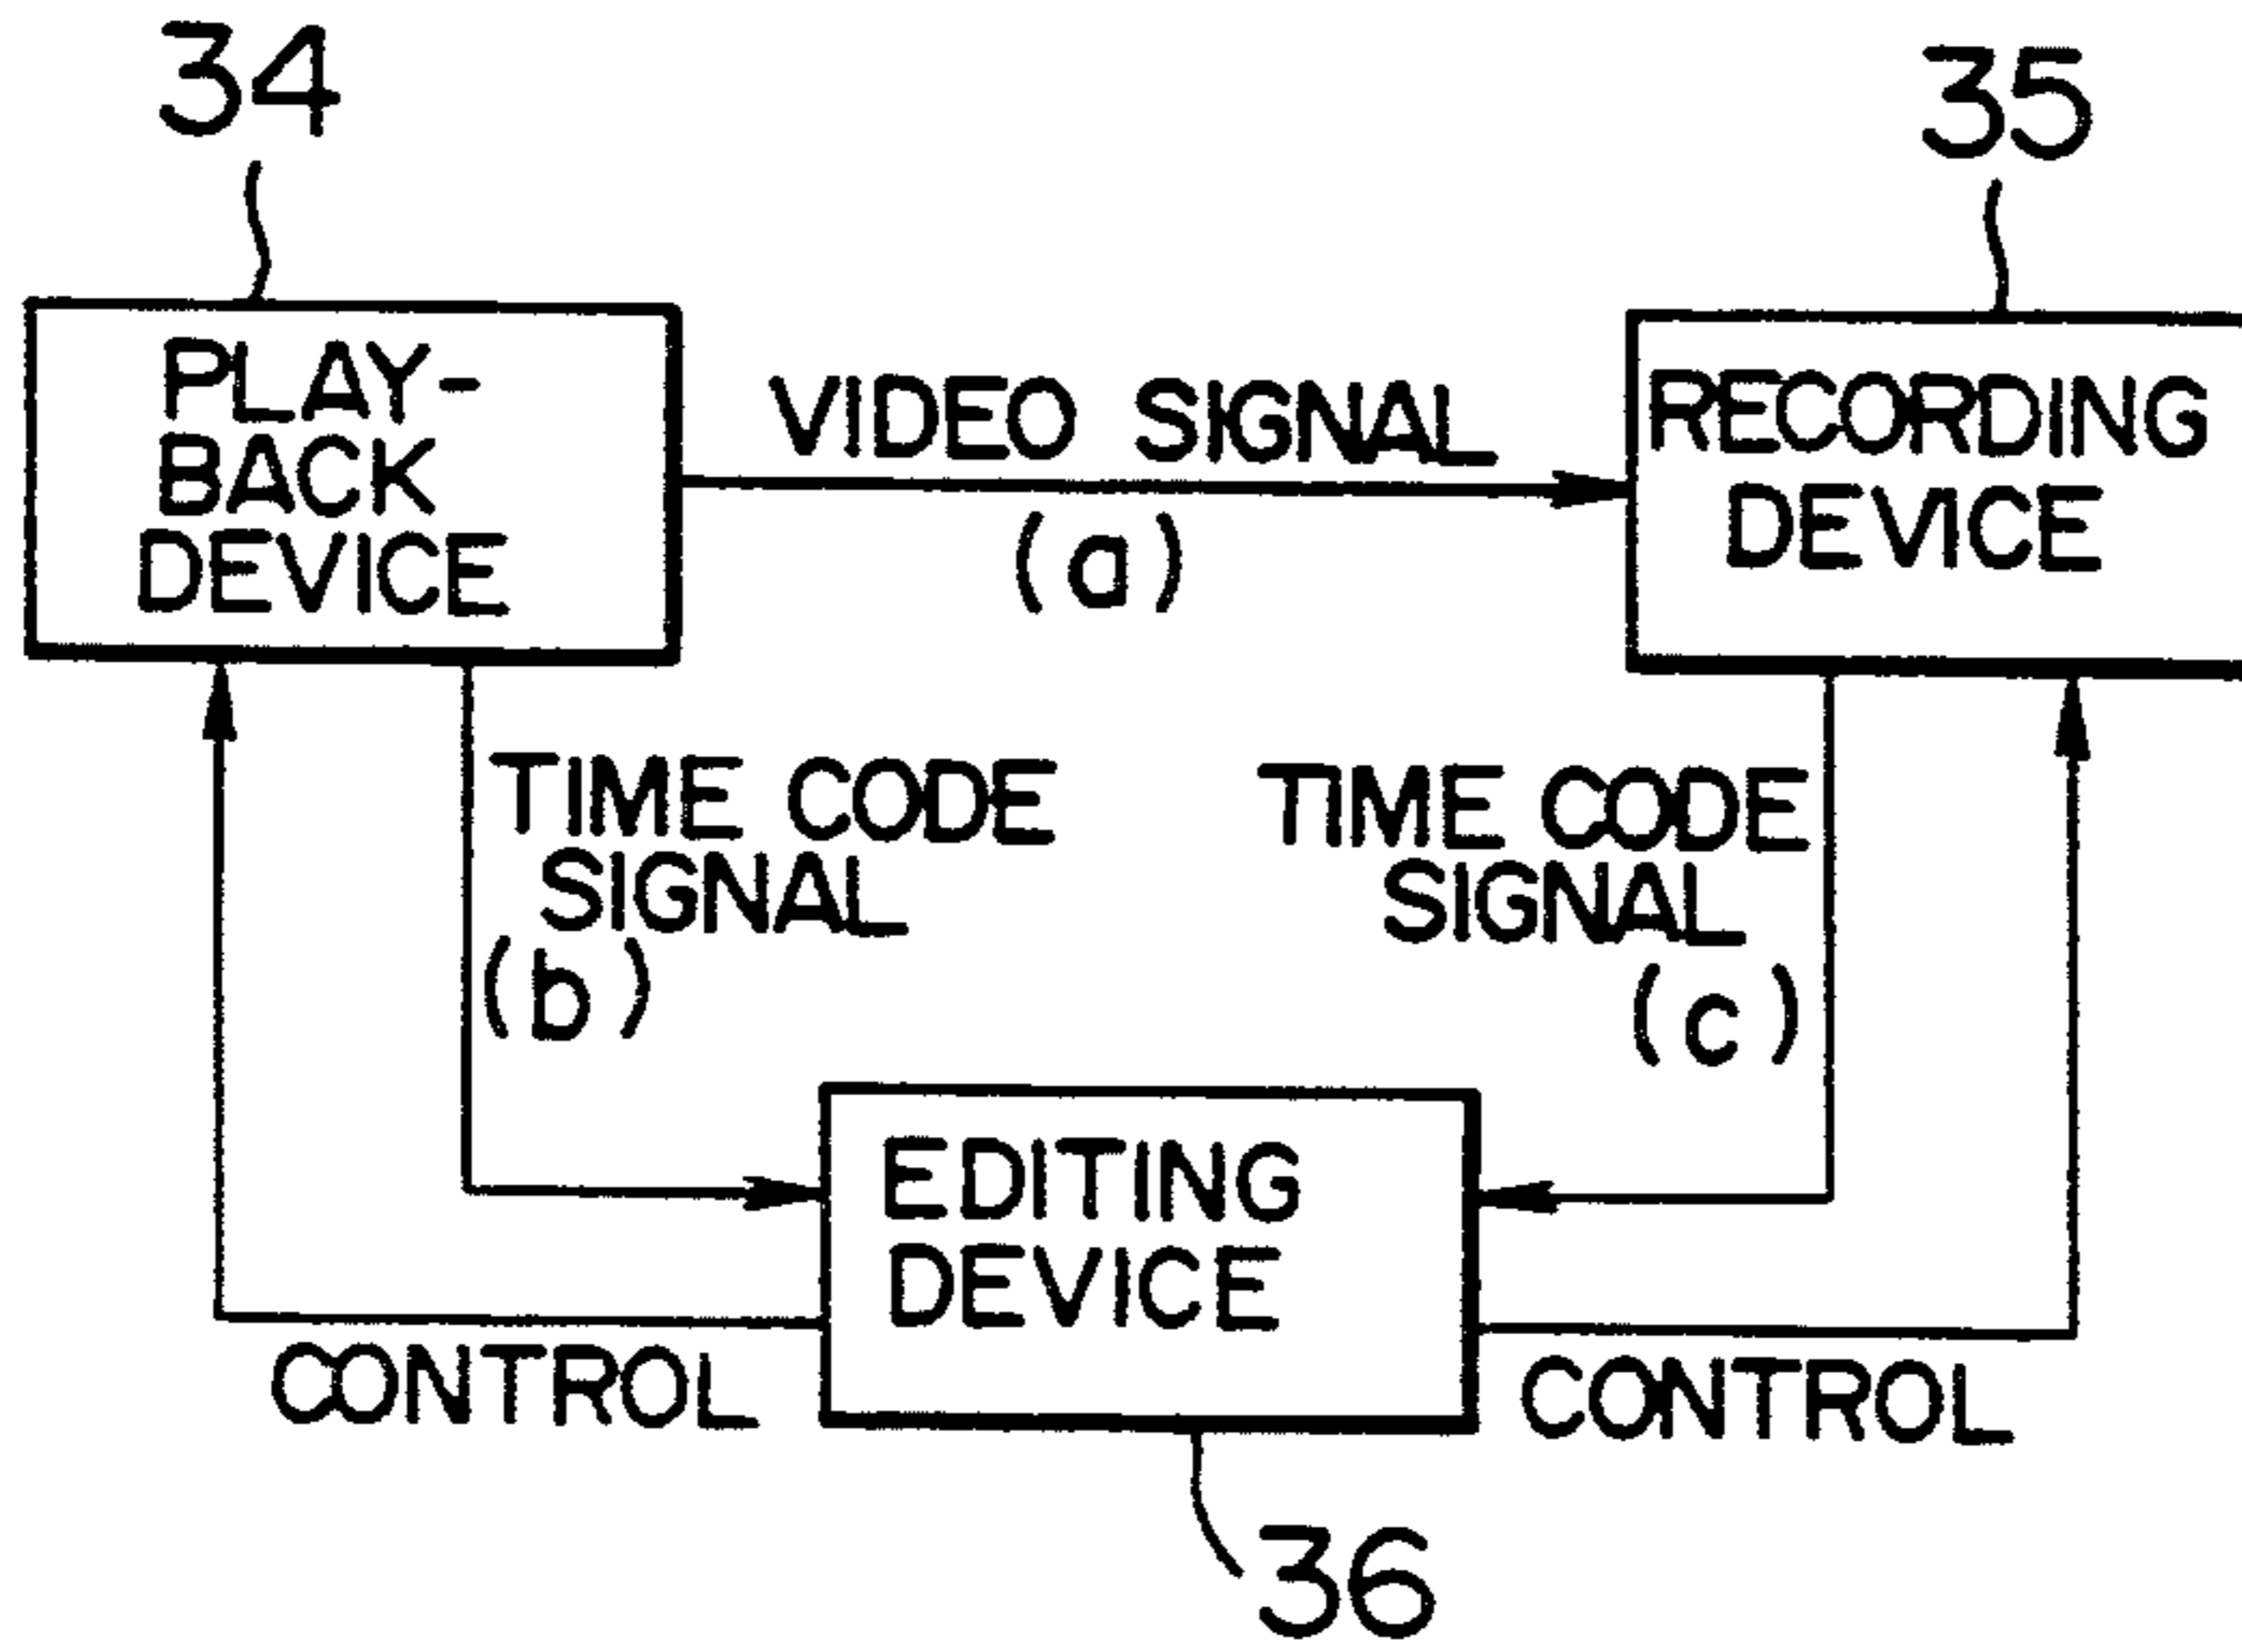 34
35
PLAY-
BACK
DEVICE
VIDEO SIGNAL
(a)
RECORDING
DEVICE
TIME CODE
SIGNAL
(b)
TIME CODE
SIGNAL
(c)
EDITING
DEVICE
CONTROL
CONTROL
36